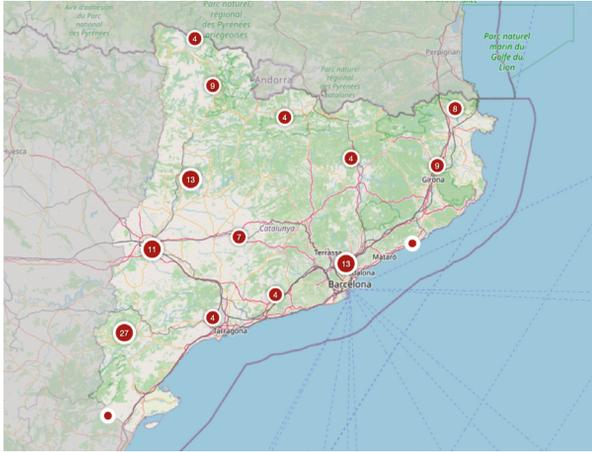 Aire d'adhésion
du Parc
national
des Pyrénées
Parc naturel
régional
des Pyrénées
ariégeoises
Parc naturel
marin du
Golfe du
Lion
4
Perpignan
Andorra
9
Parc naturel
régional
des Pyrénées
catalanes
8
4
Huesca
4
9
Girona
13
Catalunya
7
11
Terrassa
Mataró
13
Badalona
Barcelona
4
4
Tarragona
27